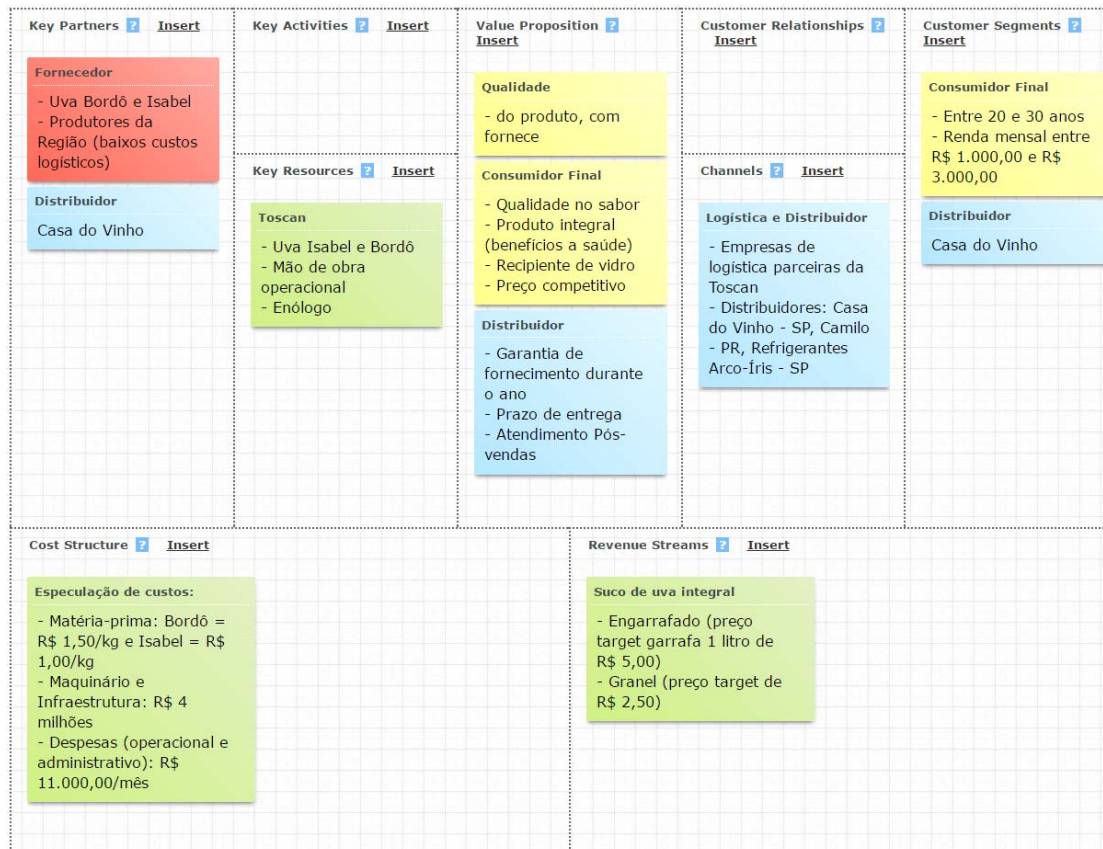 Key Partners ? Insert
Fornecedor
- Uva Bordô e Isabel
- Produtores da
Região (baixos custos
logísticos)
Distribuidor
Casa do Vinho
Key Activities ? Insert
Key Resources ? Insert
Toscan
- Uva Isabel e Bordô
- Mão de obra
operacional
- Enólogo
Value Proposition ?
Insert
Qualidade
- do produto, com
fornece
Consumidor Final
- Qualidade no sabor
- Produto integral
(benefícios a saúde)
- Recipiente de vidro
- Preço competitivo
Distribuidor
- Garantia de
fornecimento durante
o ano
- Prazo de entrega
- Atendimento Pós-
vendas
Customer Relationships ?
Insert
Channels ? Insert
Logística e Distribuidor
- Empresas de
logística parceiras da
Toscan
- Distribuidores: Casa
do Vinho - SP, Camilo
- PR, Refrigerantes
Arco-Íris - SP
Customer Segments ?
Insert
Consumidor Final
- Entre 20 e 30 anos
- Renda mensal entre
R$ 1.000,00 e R$
3.000,00
Distribuidor
Casa do Vinho
Cost Structure ? Insert
Especulação de custos:
- Matéria-prima: Bordô =
R$ 1,50/kg e Isabel = R$
1,00/kg
- Maquinário e
Infraestrutura: R$ 4
milhões
- Despesas (operacional e
administrativo): R$
11.000,00/mês
Revenue Streams ? Insert
Suco de uva integral
- Engarrafado (preço
target garrafa 1 litro de
R$ 5,00)
- Granel (preço target de
R$ 2,50)